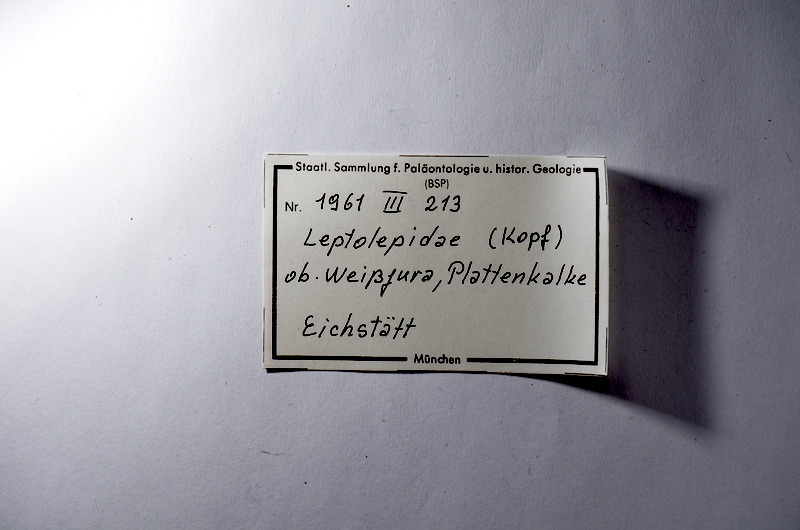 Staatl. Sammlung f. Paläontologie u. histor. Geologie
(BSP)
Nr. 1961 III 213
Leptolepidae (Kopf)
ob. Weißjura, Plattenkalke
Eichstätt
München